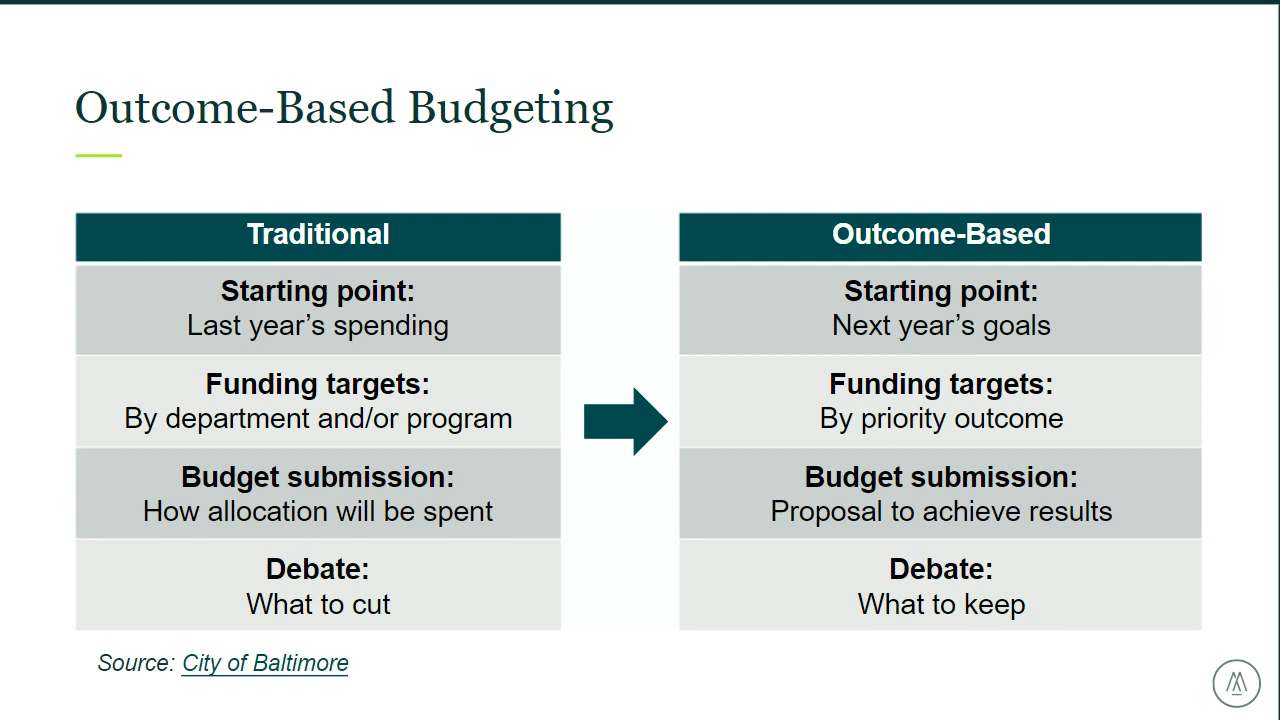 Outcome-Based Budgeting
Traditional
Starting point:
Last year’s spending
Funding targets:
By department and/or program
Budget submission:
How allocation will be spent
Debate:
What to cut
Outcome-Based
Starting point:
Next year’s goals
Funding targets:
By priority outcome
Budget submission:
Proposal to achieve results
Debate:
What to keep
Source: City of Baltimore